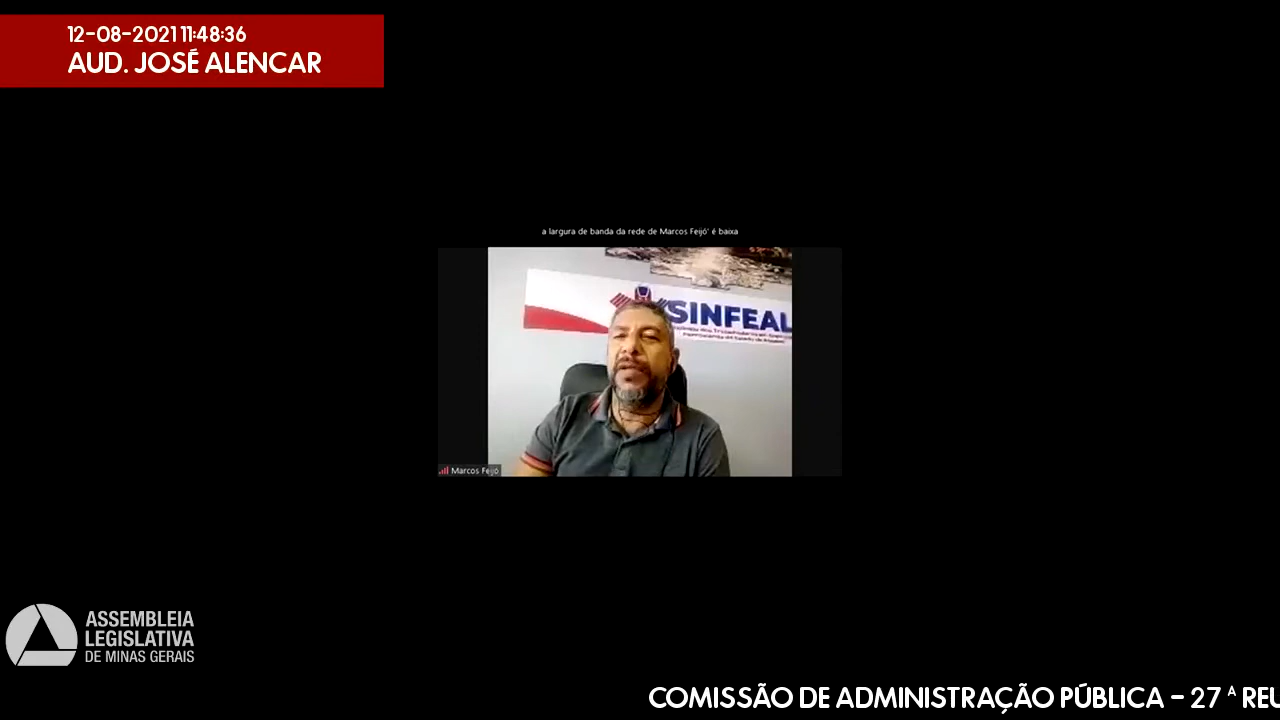 12-08-2021 11:48:36
AUD. JOSÉ ALENCAR
a largura de banda da rede de Marcos Feijó' é baixa
SINFEAL
Marcos Feijó
ASSEMBLEIA
LEGISLATIVA
DE MINAS GERAIS
COMISSÃO DE ADMINISTRAÇÃO PÚBLICA - 27 ª REU